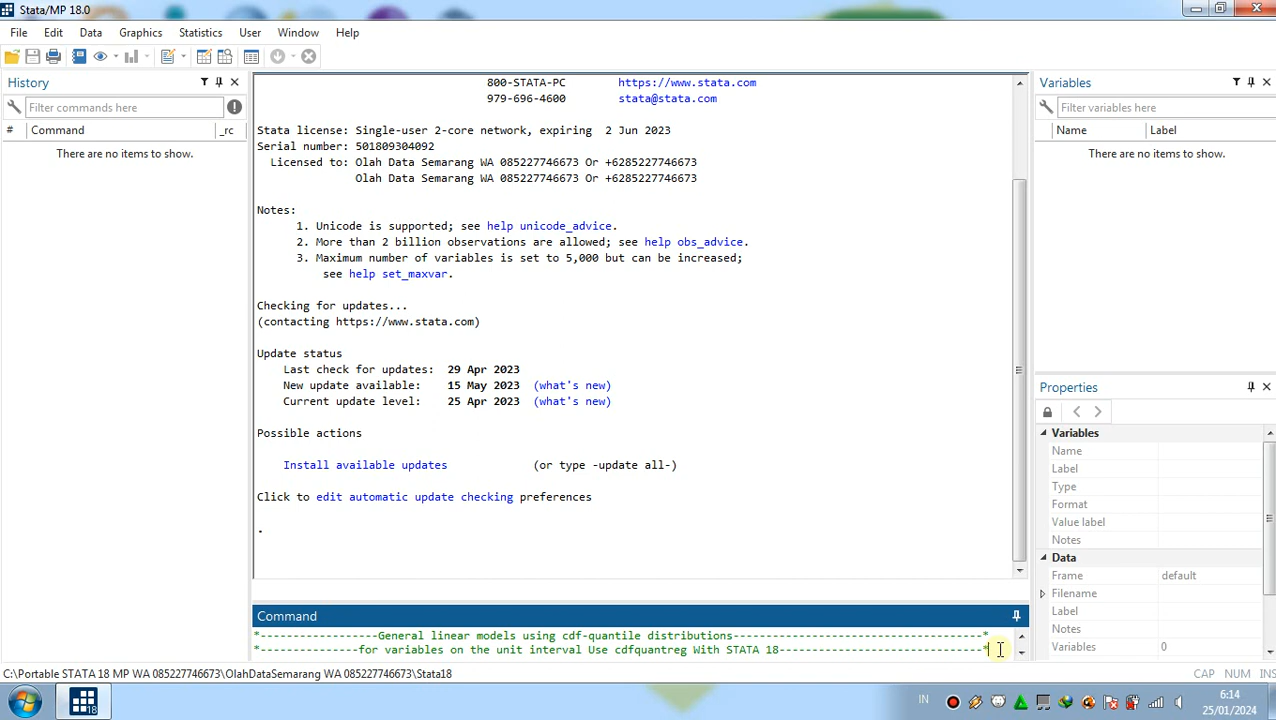 Stata/MP 18.0
File Edit Data Graphics Statistics User Window Help
History
Filter commands here
# Command _rc
There are no items to show.
800-STATA-PC https://www.stata.com
979-696-4600 stata@stata.com
Stata license: Single-user 2-core network, expiring 2 Jun 2023
Serial number: 501809304092
Licensed to: Olah Data Semarang WA 085227746673 Or +6285227746673
Olah Data Semarang WA 085227746673 Or +6285227746673
Notes:
1. Unicode is supported; see help unicode_advice.
2. More than 2 billion observations are allowed; see help obs_advice.
3. Maximum number of variables is set to 5,000 but can be increased;
see help set_maxvar.
Checking for updates...
(contacting https://www.stata.com)
Update status
Last check for updates: 29 Apr 2023
New update available: 15 May 2023 (what's new)
Current update level: 25 Apr 2023 (what's new)
Possible actions
Install available updates (or type -update all-)
Click to edit automatic update checking preferences
.
Command
*------------------General linear models using cdf-quantile distributions--------------------------------------*
*---------------for variables on the unit interval Use cdfquantreg With STATA 18-------------------------------*
Variables
Filter variables here
Name Label
There are no items to show.
Properties
Variables
Name
Label
Type
Format
Value label
Notes
Data
Frame default
Filename
Label
Notes
Variables 0
C:\Portable STATA 18 MP WA 085227746673\OlahDataSemarang WA 085227746673\Stata18
CAP NUM INS
18
IN
6:14
25/01/2024